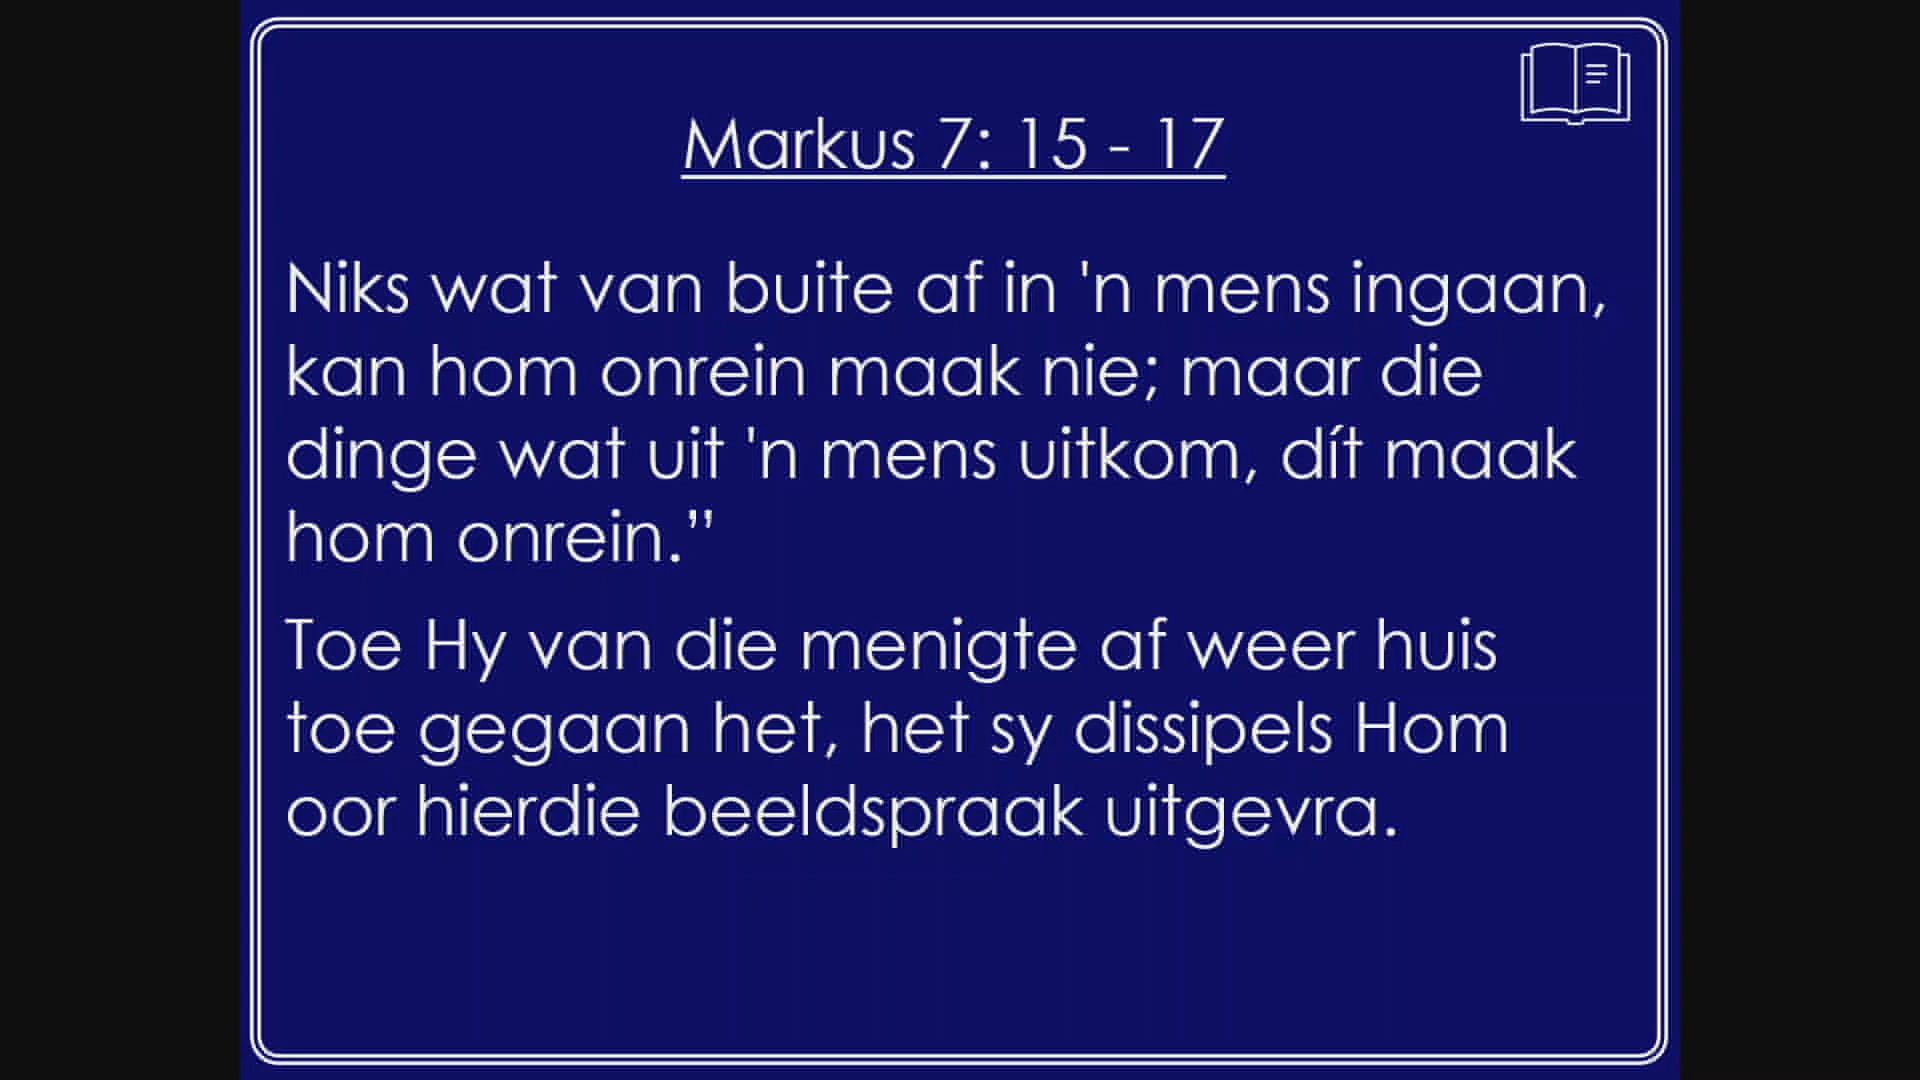 Markus 7: 15 - 17
Niks wat van buite af in 'n mens ingaan,
kan hom onrein maak nie; maar die
dinge wat uit 'n mens uitkom, dít maak
hom onrein.”
Toe Hy van die menigte af weer huis
toe gegaan het, het sy dissipels Hom
oor hierdie beeldspraak uitgevra.